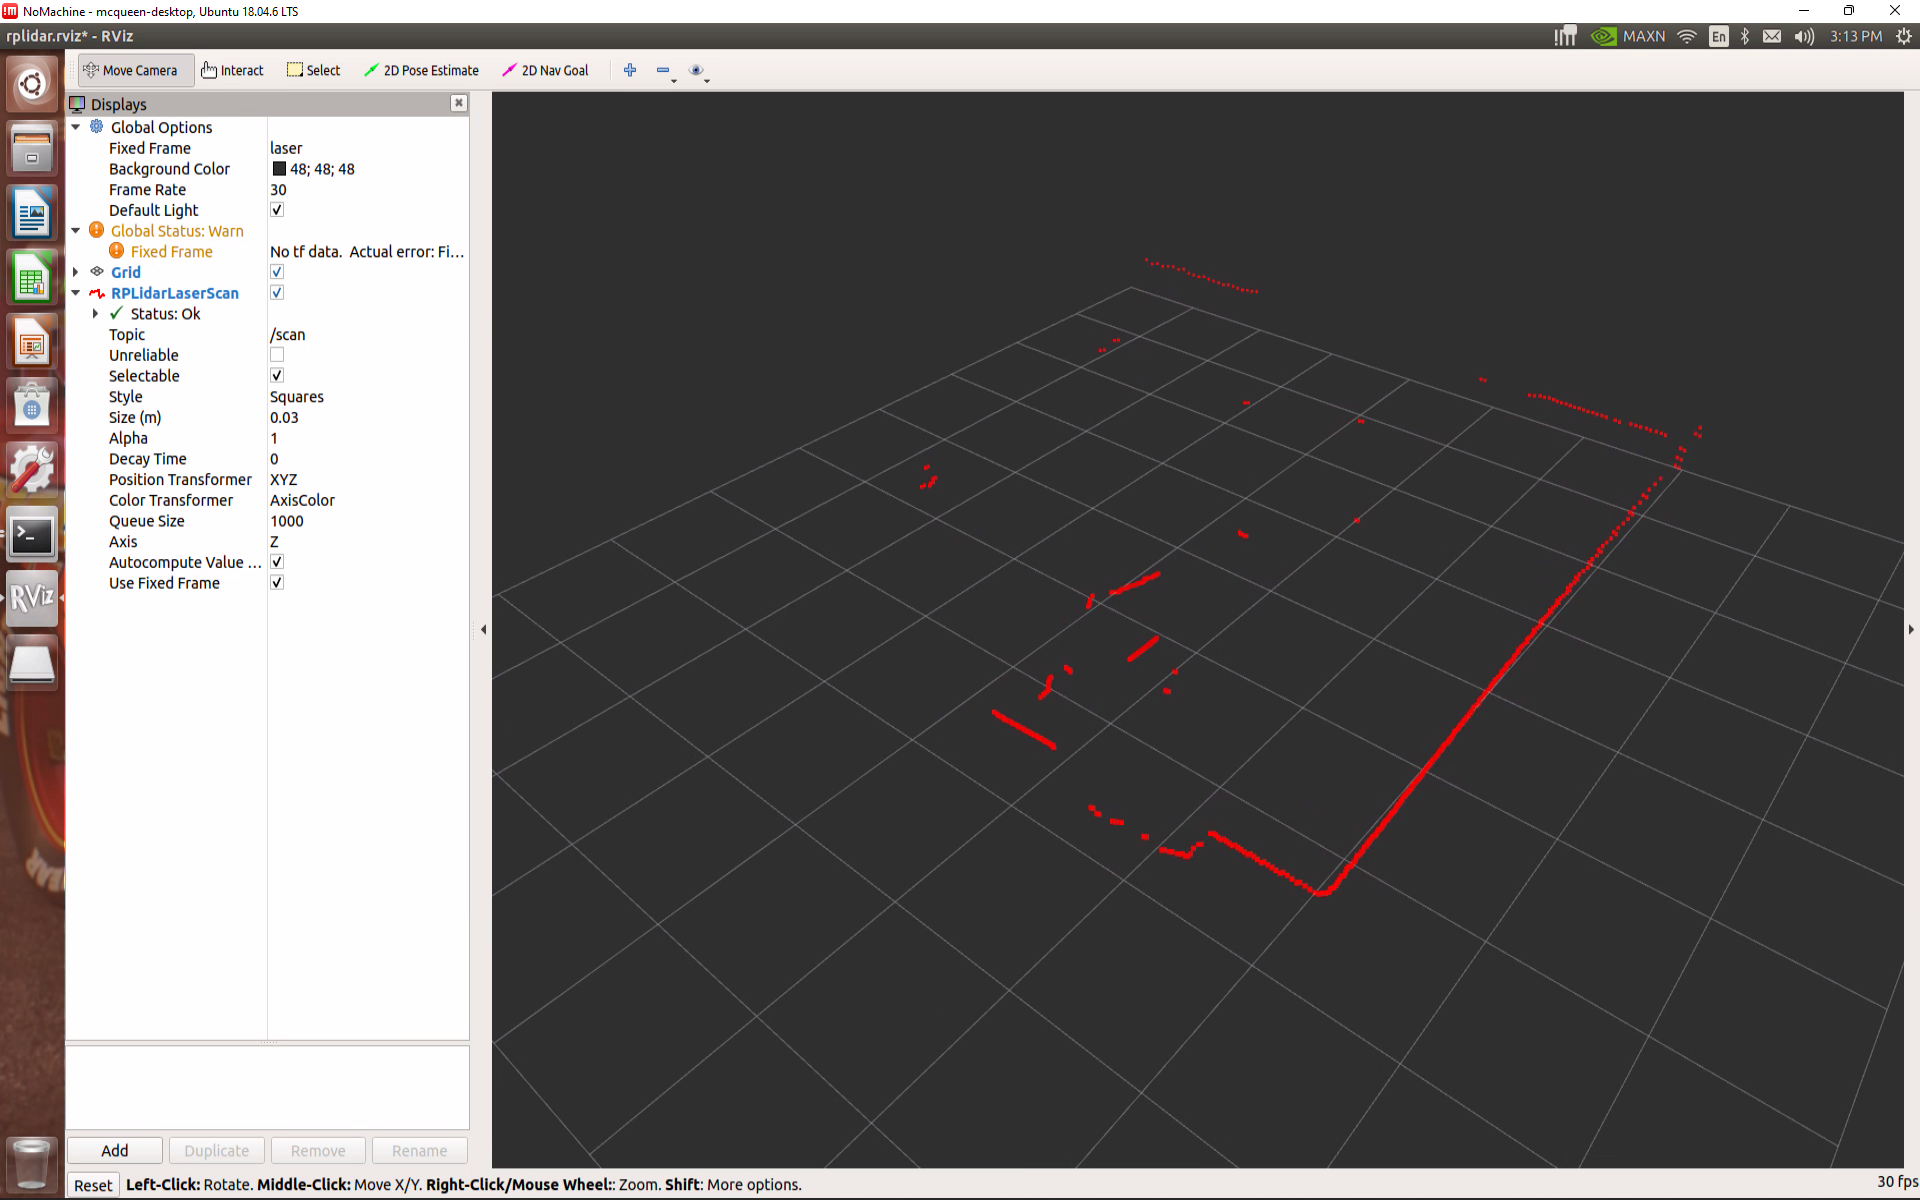 NoMachine - mcqueen-desktop, Ubuntu 18.04.6 LTS
rplidar.rviz* - RViz
MAXN
En
3:13 PM
Move Camera
Interact
Select
2D Pose Estimate
2D Nav Goal
Displays
Global Options
Fixed Frame laser
Background Color 48; 48; 48
Frame Rate 30
Default Light
Global Status: Warn
Fixed Frame No tf data. Actual error: Fi...
Grid
RPLidarLaserScan
Status: Ok
Topic /scan
Unreliable
Selectable
Style Squares
Size (m) 0.03
Alpha 1
Decay Time 0
Position Transformer XYZ
Color Transformer AxisColor
Queue Size 1000
Axis Z
Autocompute Value ...
Use Fixed Frame
RViz
Add
Duplicate
Remove
Rename
Reset
Left-Click: Rotate. Middle-Click: Move X/Y. Right-Click/Mouse Wheel:: Zoom. Shift: More options.
30 fps